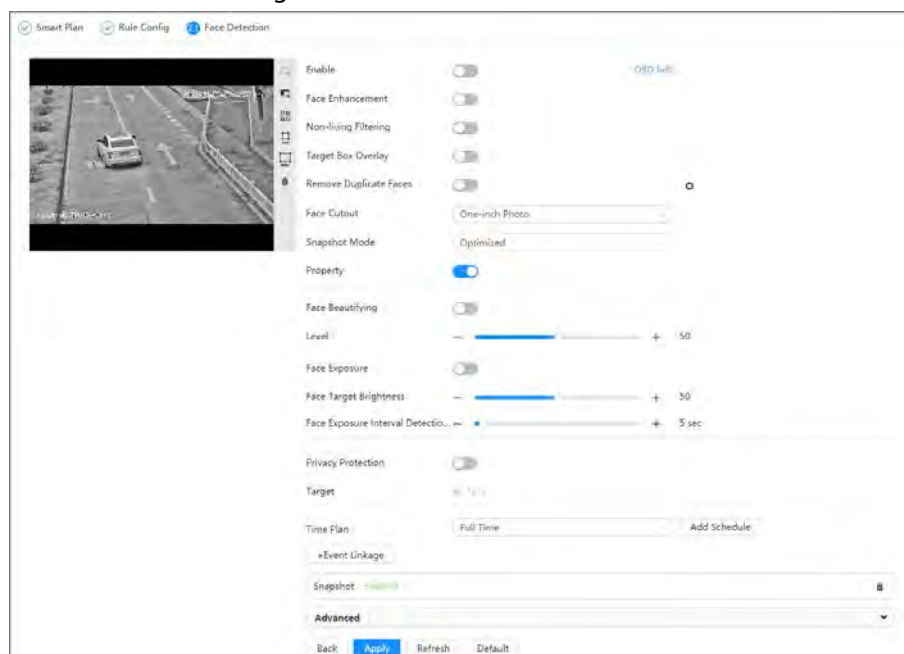 Smart Plan Rule Config Face Detection
Enable OSD Info
Face Enhancement
Non-living Filtering
Target Box Overlay
Remove Duplicate Faces
Face Cutout One-inch Photo
Snapshot Mode Optimized
Property
Face Beautifying
Level - + 50
Face Exposure
Face Target Brightness - + 50
Face Exposure Interval Detectio... - + 5 sec
Privacy Protection
Target
Time Plan Full Time Add Schedule
+Event Linkage
Snapshot
Advanced
Back Apply Refresh Default